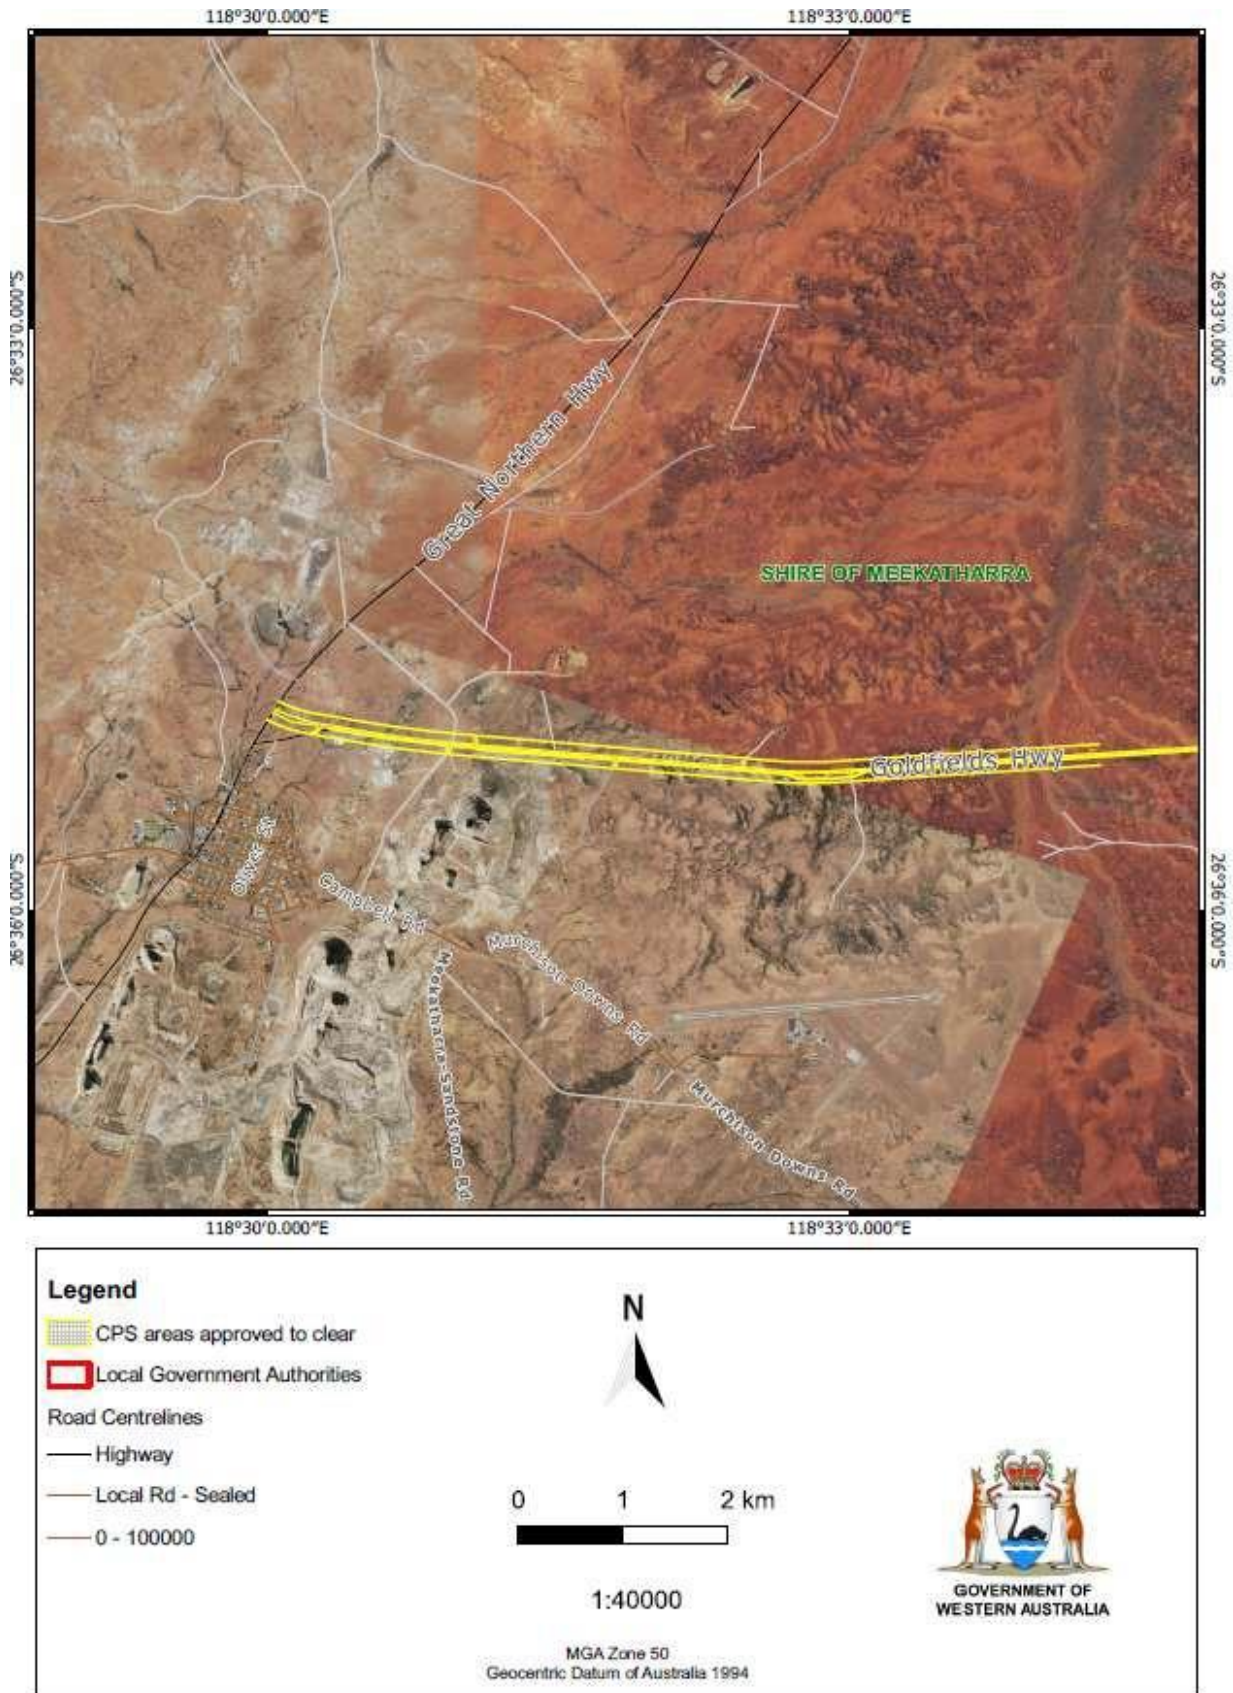 118°30'0.000"E
118°33'0.000"E
26°33'0.000"S
26°33'0.000"S
Great Northern Hwy
SHIRE OF MEEKATHARRA
Goldfields Hwy
Oliver St
Campbell Rd
26°36'0.000"S
26°36'0.000"S
Murchison Downs Rd
Meekatharra-Sandstone Rd
Murchison Downs Rd
118°30'0.000"E
118°33'0.000"E
Legend
CPS areas approved to clear
Local Government Authorities
Road Centrelines
Highway
Local Rd - Sealed
0 - 100000
N
0 1 2 km
1:40000
MGA Zone 50
Geocentric Datum of Australia 1994
GOVERNMENT OF
WESTERN AUSTRALIA